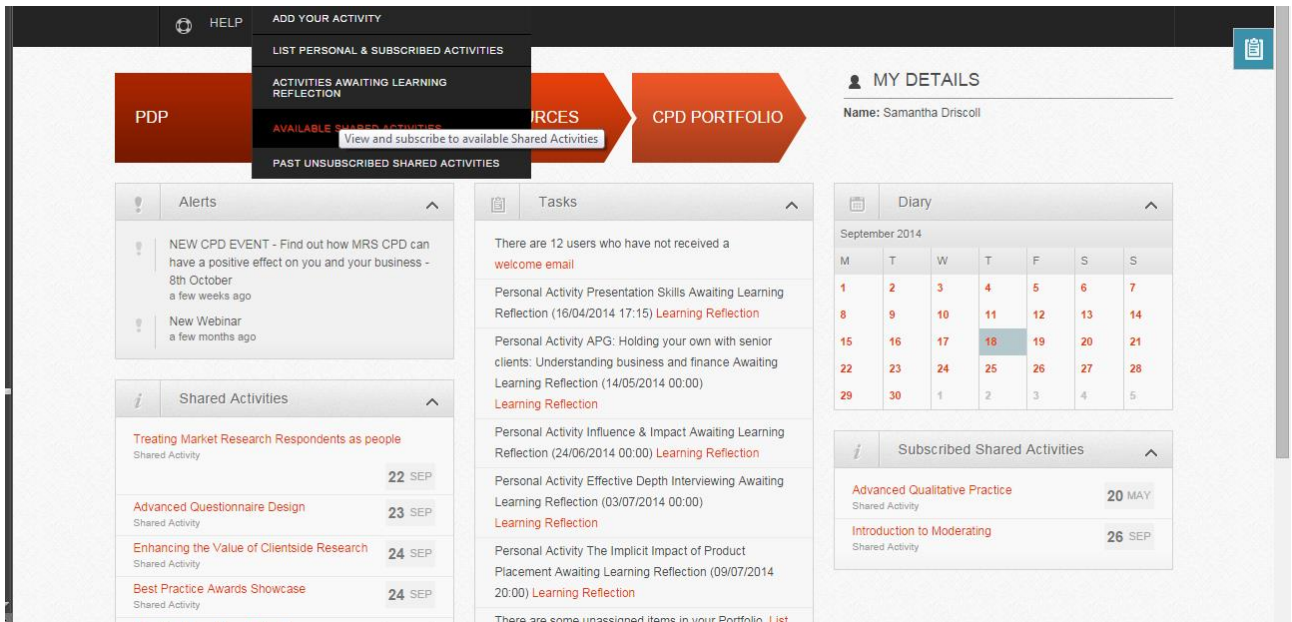 HELP
ADD YOUR ACTIVITY
LIST PERSONAL & SUBSCRIBED ACTIVITIES
ACTIVITIES AWAITING LEARNING
REFLECTION
AVAILABLE SHARED ACTIVITIES
View and subscribe to available Shared Activities
PAST UNSUBSCRIBED SHARED ACTIVITIES
PDP
URCES
CPD PORTFOLIO
MY DETAILS
Name: Samantha Driscoll
Alerts
NEW CPD EVENT - Find out how MRS CPD can
have a positive effect on you and your business -
8th October
a few weeks ago
New Webinar
a few months ago
Shared Activities
Treating Market Research Respondents as people
Shared Activity
22 SEP
Advanced Questionnaire Design
Shared Activity
23 SEP
Enhancing the Value of Clientside Research
Shared Activity
24 SEP
Best Practice Awards Showcase
Shared Activity
24 SEP
Tasks
There are 12 users who have not received a
welcome email
Personal Activity Presentation Skills Awaiting Learning
Reflection (16/04/2014 17:15) Learning Reflection
Personal Activity APG: Holding your own with senior
clients: Understanding business and finance Awaiting
Learning Reflection (14/05/2014 00:00)
Learning Reflection
Personal Activity Influence & Impact Awaiting Learning
Reflection (24/06/2014 00:00) Learning Reflection
Personal Activity Effective Depth Interviewing Awaiting
Learning Reflection (03/07/2014 00:00)
Learning Reflection
Personal Activity The Implicit Impact of Product
Placement Awaiting Learning Reflection (09/07/2014
20:00) Learning Reflection
There are some unassigned items in your Portfolio. List
Diary
September 2014
M T W T F S S
1 2 3 4 5 6 7
8 9 10 11 12 13 14
15 16 17 18 19 20 21
22 23 24 25 26 27 28
29 30 1 2 3 4 5
Subscribed Shared Activities
Advanced Qualitative Practice
Shared Activity
20 MAY
Introduction to Moderating
Shared Activity
26 SEP